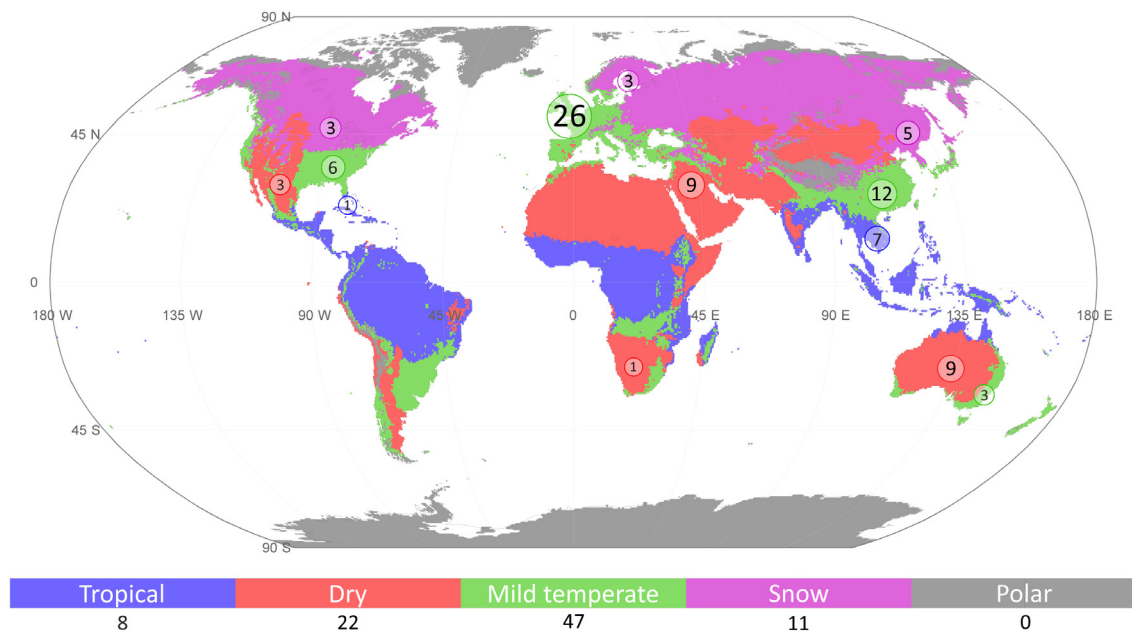 90 N
3
26
45 N
3
5
6
3
9
12
1
7
0
180 W
135 W
90 W
45 W
0
45 E
90 E
135 E
180 E
1
9
3
45 S
90 S
Tropical Dry Mild temperate Snow Polar
8 22 47 11 0